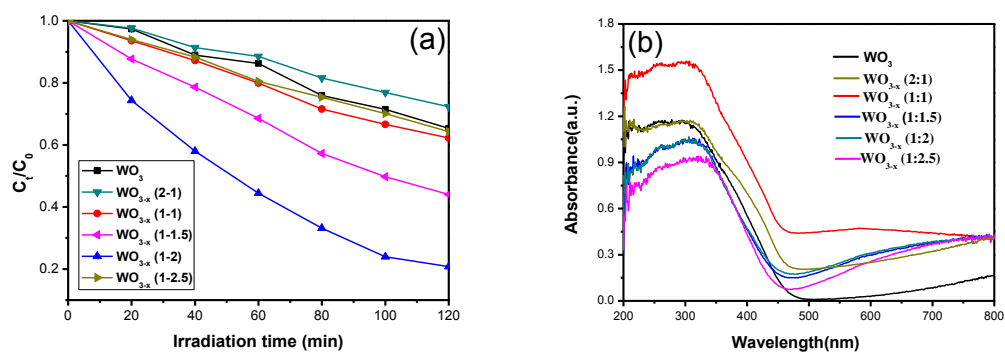 (a)
1.0
0.8
0.6
0.4
0.2
Cₜ/C₀
WO₃
WO₃₋ₓ (2-1)
WO₃₋ₓ (1-1)
WO₃₋ₓ (1-1.5)
WO₃₋ₓ (1-2)
WO₃₋ₓ (1-2.5)
0 20 40 60 80 100 120
Irradiation time (min)
(b)
1.8
1.5
1.2
0.9
0.6
0.3
0.0
Absorbance(a.u.)
WO₃
WO₃₋ₓ (2:1)
WO₃₋ₓ (1:1)
WO₃₋ₓ (1:1.5)
WO₃₋ₓ (1:2)
WO₃₋ₓ (1:2.5)
200 300 400 500 600 700 800
Wavelength(nm)